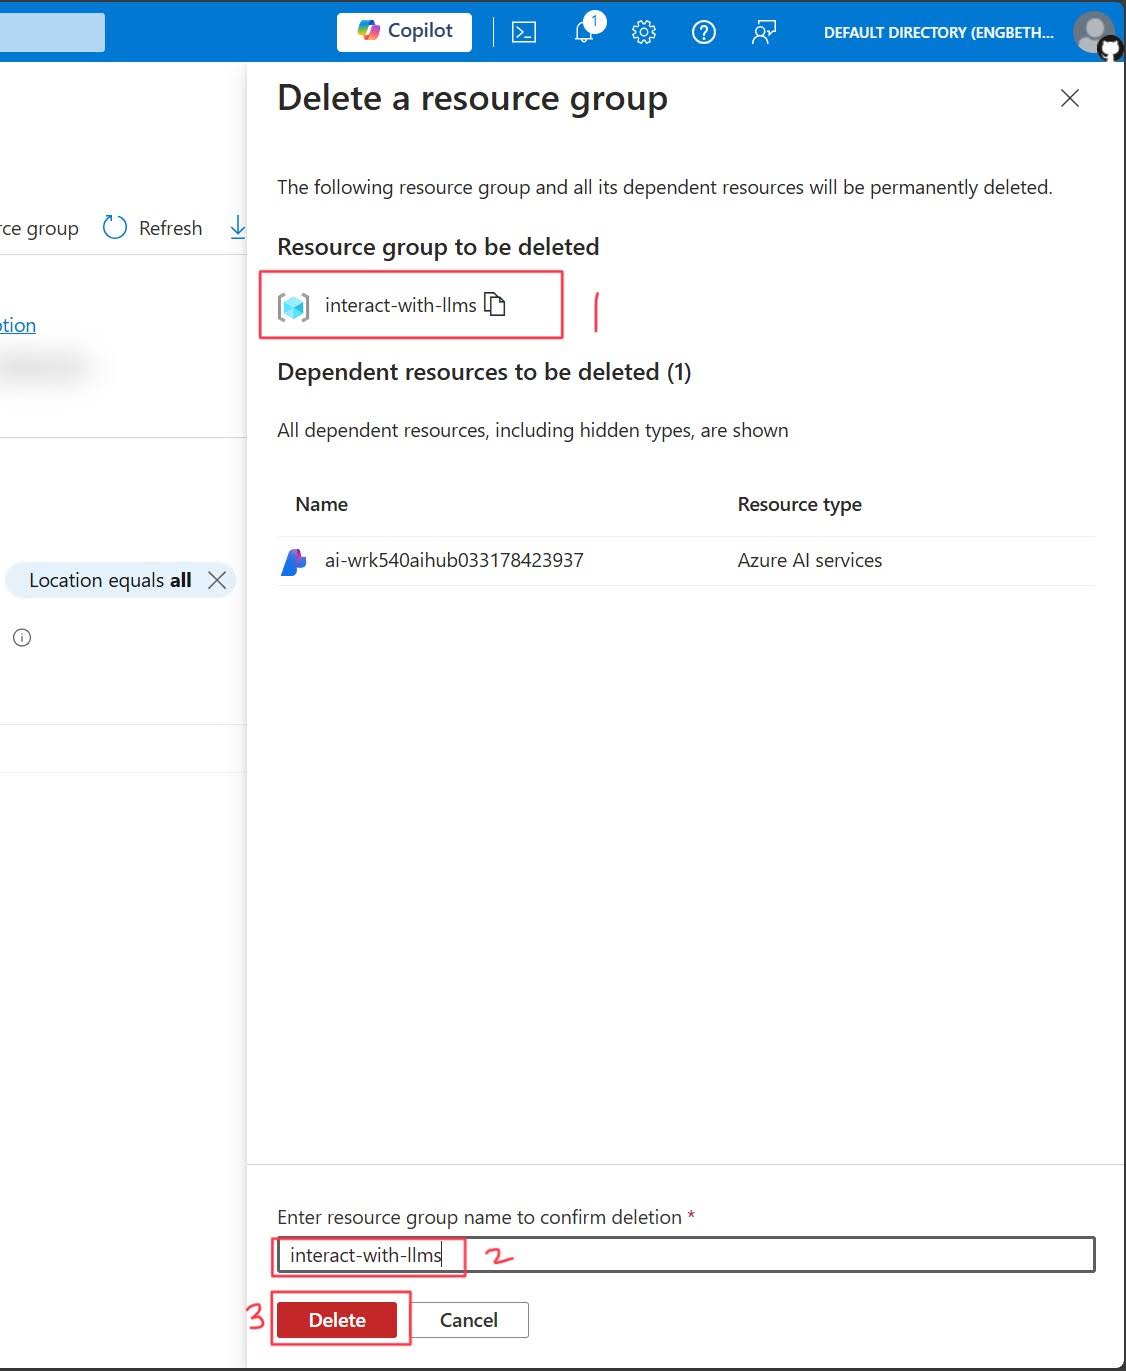 Copilot
1
DEFAULT DIRECTORY (ENGBETH...
Delete a resource group
The following resource group and all its dependent resources will be permanently deleted.
rce group
Refresh
Resource group to be deleted
interact-with-llms
1
ption
Dependent resources to be deleted (1)
All dependent resources, including hidden types, are shown
Name Resource type
ai-wrk540aihub033178423937 Azure AI services
Location equals all
Enter resource group name to confirm deletion *
interact-with-llms
2
3
Delete
Cancel